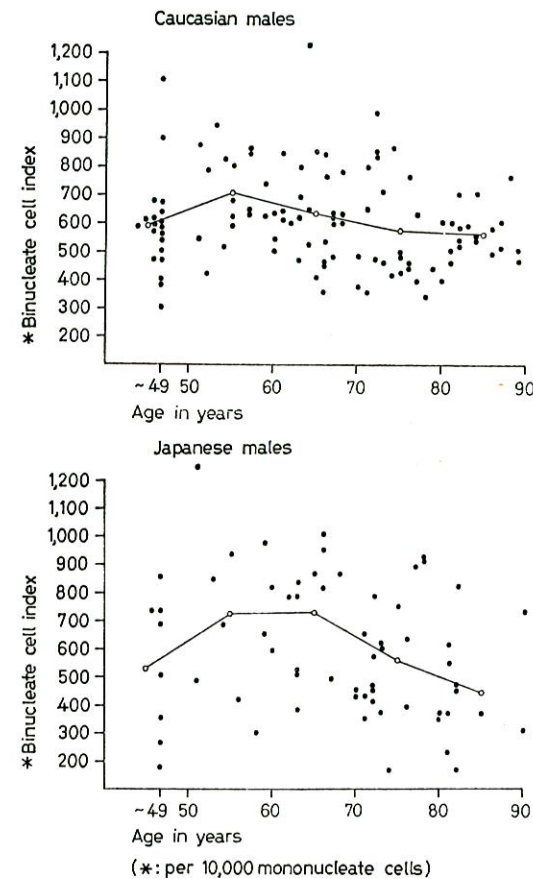 Caucasian males
1,200
1,100
1,000
900
800
700
600
500
400
300
200
*Binucleate cell index
~49 50 60 70 80 90
Age in years
Japanese males
1,200
1,100
1,000
900
800
700
600
500
400
300
200
*Binucleate cell index
~49 50 60 70 80 90
Age in years
(*: per 10,000 mononucleate cells)